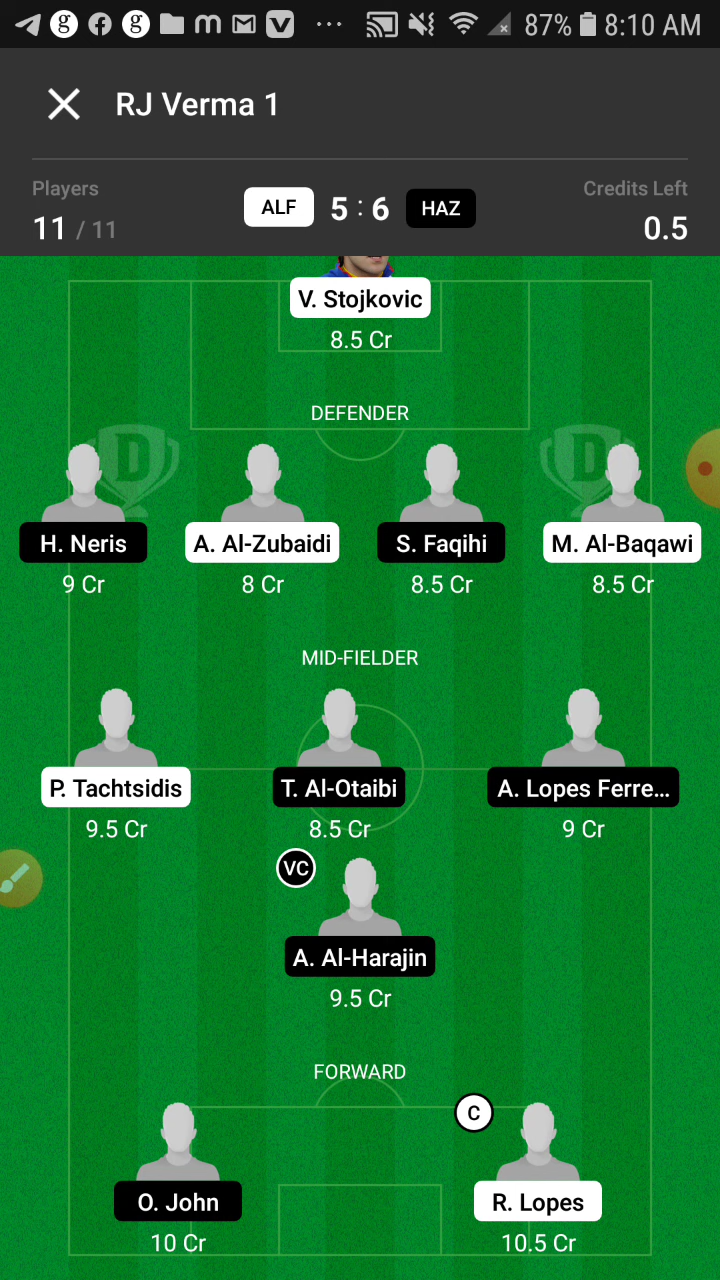 87% 8:10 AM
RJ Verma 1
Players
Credits Left
11 / 11
ALF 5 : 6 HAZ
0.5
V. Stojkovic
8.5 Cr
DEFENDER
H. Neris
A. Al-Zubaidi
S. Faqihi
M. Al-Baqawi
9 Cr
8 Cr
8.5 Cr
8.5 Cr
MID-FIELDER
P. Tachtsidis
T. Al-Otaibi
A. Lopes Ferre...
9.5 Cr
8.5 Cr
9 Cr
VC
A. Al-Harajin
9.5 Cr
FORWARD
C
O. John
R. Lopes
10 Cr
10.5 Cr